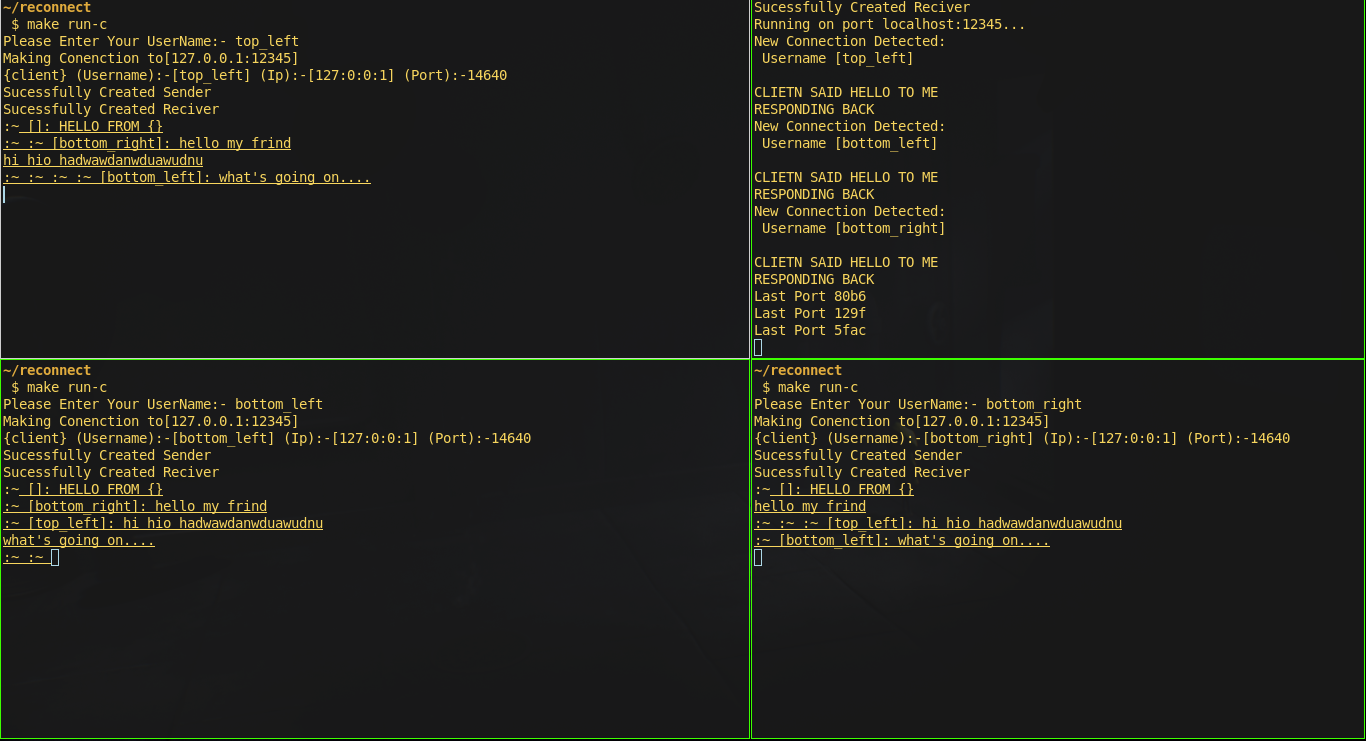 ~/reconnect
$ make run-c
Please Enter Your UserName:- top_left
Making Conenction to[127.0.0.1:12345]
{client} (Username):-[top_left] (Ip):-[127:0:0:1] (Port):-14640
Sucessfully Created Sender
Sucessfully Created Reciver
:~ []: HELLO FROM {}
:~ :~ [bottom_right]: hello my frind
hi hio hadwawdanwduawudnu
:~ :~ :~ :~ [bottom_left]: what's going on....
Sucessfully Created Reciver
Running on port localhost:12345...
New Connection Detected:
Username [top_left]
CLIETN SAID HELLO TO ME
RESPONDING BACK
New Connection Detected:
Username [bottom_left]
CLIETN SAID HELLO TO ME
RESPONDING BACK
New Connection Detected:
Username [bottom_right]
CLIETN SAID HELLO TO ME
RESPONDING BACK
Last Port 80b6
Last Port 129f
Last Port 5fac
~/reconnect
$ make run-c
Please Enter Your UserName:- bottom_left
Making Conenction to[127.0.0.1:12345]
{client} (Username):-[bottom_left] (Ip):-[127:0:0:1] (Port):-14640
Sucessfully Created Sender
Sucessfully Created Reciver
:~ []: HELLO FROM {}
:~ [bottom_right]: hello my frind
:~ [top_left]: hi hio hadwawdanwduawudnu
what's going on....
:~ :~
~/reconnect
$ make run-c
Please Enter Your UserName:- bottom_right
Making Conenction to[127.0.0.1:12345]
{client} (Username):-[bottom_right] (Ip):-[127:0:0:1] (Port):-14640
Sucessfully Created Sender
Sucessfully Created Reciver
:~ []: HELLO FROM {}
hello my frind
:~ :~ :~ [top_left]: hi hio hadwawdanwduawudnu
:~ [bottom_left]: what's going on....